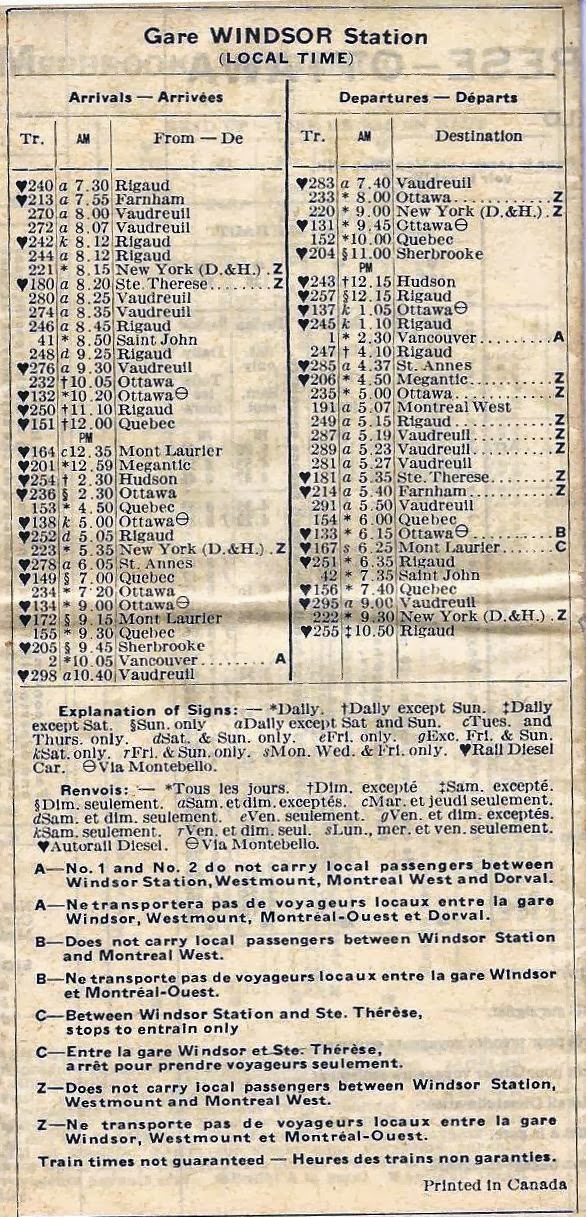 Gare WINDSOR Station
(LOCAL TIME)
Arrivals — Arrivées
Tr. AM From — De
♥240 a 7.30 Rigaud
♥213 a 7.55 Farnham
270 a 8.00 Vaudreuil
272 a 8.07 Vaudreuil
♥242 k 8.12 Rigaud
244 a 8.12 Rigaud
221 * 8.15 New York (D.&H.) . Z
♥180 a 8.20 Ste. Therese....... Z
280 a 8.25 Vaudreuil
274 a 8.35 Vaudreuil
246 a 8.45 Rigaud
41 * 8.50 Saint John
248 d 9.25 Rigaud
♥276 a 9.30 Vaudreuil
232 †10.05 Ottawa
♥132 *10.20 Ottawa⊖
♥250 †11.10 Rigaud
♥151 †12.00 Quebec
PM
♥164 c12.35 Mont Laurier
♥201 *12.59 Megantic
♥254 † 2.30 Hudson
♥236 § 2.30 Ottawa
153 * 4.50 Quebec
♥138 k 5.00 Ottawa⊖
♥252 d 5.05 Rigaud
223 * 5.35 New York (D.&H.) . Z
♥278 a 6.05 St. Annes
♥149 § 7.00 Quebec
234 * 7.20 Ottawa
♥134 * 9.00 Ottawa⊖
♥172 § 9.15 Mont Laurier
155 * 9.30 Quebec
♥205 § 9.45 Sherbrooke
2 *10.05 Vancouver........ A
♥298 a10.40 Vaudreuil
Departures — Départs
Tr. AM Destination
♥283 a 7.40 Vaudreuil
233 * 8.00 Ottawa.......... Z
220 * 9.00 New York (D.&H.) . Z
♥131 * 9.45 Ottawa⊖
152 *10.00 Quebec
♥204 §11.00 Sherbrooke
PM
♥243 †12.15 Hudson
♥257 §12.15 Rigaud
♥137 k 1.05 Ottawa⊖
♥245 k 1.10 Rigaud
1 * 2.30 Vancouver....... A
247 † 4.10 Rigaud
♥285 a 4.37 St. Annes
♥206 * 4.50 Megantic........ Z
235 * 5.00 Ottawa.......... Z
191 a 5.07 Montreal West
249 a 5.15 Rigaud.......... Z
287 a 5.19 Vaudreuil....... Z
289 a 5.23 Vaudreuil....... Z
281 a 5.27 Vaudreuil
♥181 a 5.35 Ste. Therese..... Z
♥214 a 5.40 Farnham........ Z
291 a 5.50 Vaudreuil
154 * 6.00 Quebec
♥133 * 6.15 Ottawa⊖........ B
♥167 s 6.25 Mont Laurier..... C
♥251 * 6.35 Rigaud
42 * 7.35 Saint John
♥156 * 7.40 Quebec
♥295 a 9.00 Vaudreuil
222 * 9.30 New York (D.&H.) . Z
♥255 ‡10.50 Rigaud
Explanation of Signs: — *Daily. †Daily except Sun. ‡Daily
except Sat. §Sun. only aDaily except Sat and Sun. cTues. and
Thurs. only. dSat. & Sun. only. eFri. only. gExc. Fri. & Sun.
kSat. only. rFri. & Sun. only. sMon. Wed. & Fri. only. ♥Rail Diesel
Car. ⊖Via Montebello.
Renvois: — *Tous les jours. †Dim. excepté ‡Sam. excepté.
§Dim. seulement. aSam. et dim. exceptés. cMar. et jeudi seulement.
dSam. et dim. seulement. eVen. seulement. gVen. et dim. exceptés.
kSam. seulement. rVen. et dim. seul. sLun., mer. et ven. seulement.
♥Autorail Diesel. ⊖Via Montebello.
A—No. 1 and No. 2 do not carry local passengers between
Windsor Station, Westmount, Montreal West and Dorval.
A—Ne transportera pas de voyageurs locaux entre la gare
Windsor, Westmount, Montréal-Ouest et Dorval.
B—Does not carry local passengers between Windsor Station
and Montreal West.
B—Ne transporte pas de voyageurs locaux entre la gare Windsor
et Montréal-Ouest.
C—Between Windsor Station and Ste. Thérèse,
stops to entrain only
C—Entre la gare Windsor et Ste. Thérèse,
arrêt pour prendre voyageurs seulement.
Z—Does not carry local passengers between Windsor Station,
Westmount and Montreal West.
Z—Ne transporte pas de voyageurs locaux entre la gare
Windsor, Westmount et Montréal-Ouest.
Train times not guaranteed — Heures des trains non garanties.
Printed in Canada